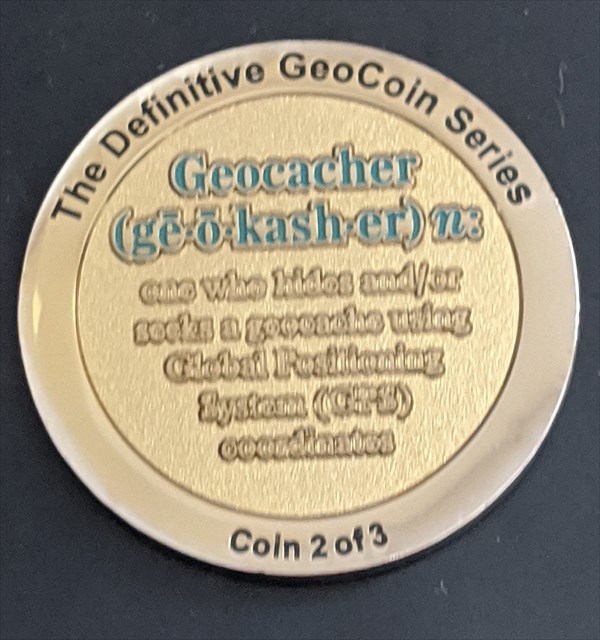 The Definitive GeoCoin Series
Geocacher
(gē·ō·kash·er) n:
one who hides and/or
seeks a geocache using
Global Positioning
System (GPS)
coordinates
Coin 2 of 3